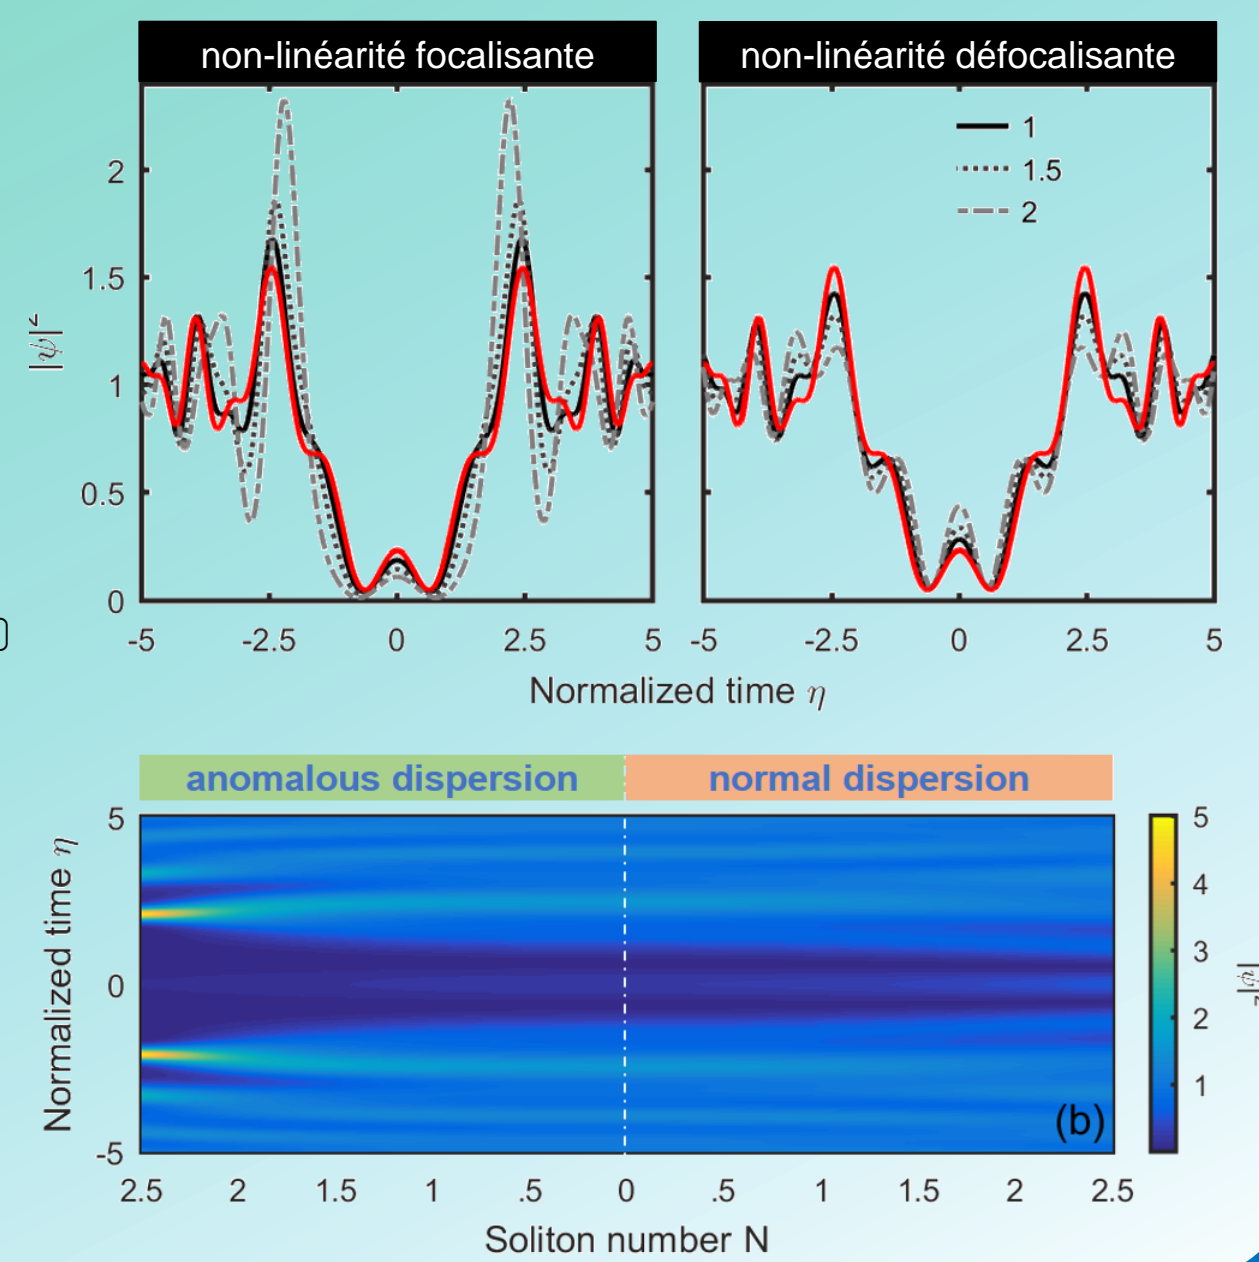 non-linéarité focalisante
non-linéarité défocalisante
1
1.5
2
2
1.5
1
0.5
0
|ψ|²
-5 -2.5 0 2.5 5
-5 -2.5 0 2.5 5
Normalized time η
anomalous dispersion
normal dispersion
5
0
-5
Normalized time η
(b)
5
4
3
2
1
|ψ|²
2.5 2 1.5 1 .5 0 .5 1 1.5 2 2.5
Soliton number N